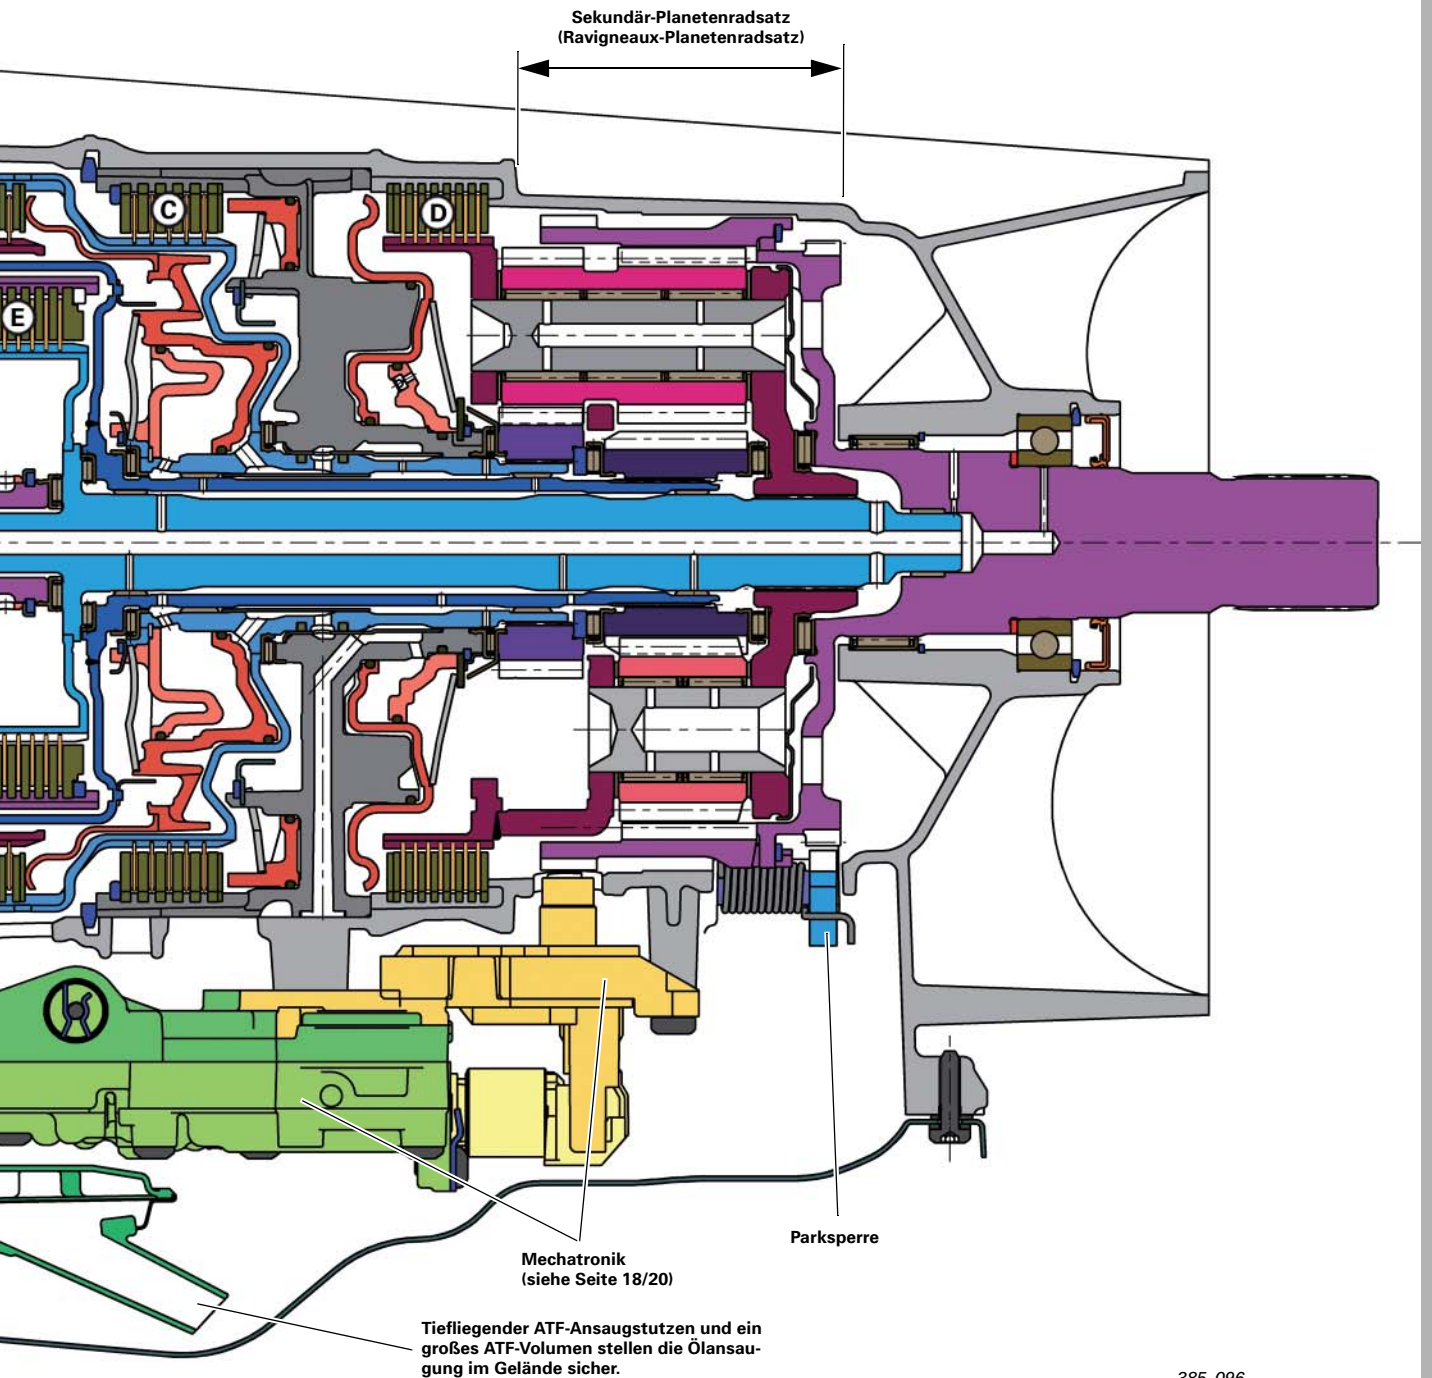 Sekundär-Planetenradsatz
(Ravigneaux-Planetenradsatz)
C
D
E
Parksperre
Mechatronik
(siehe Seite 18/20)
Tiefliegender ATF-Ansaugstutzen und ein
großes ATF-Volumen stellen die Ölansau-
gung im Gelände sicher.
385_096